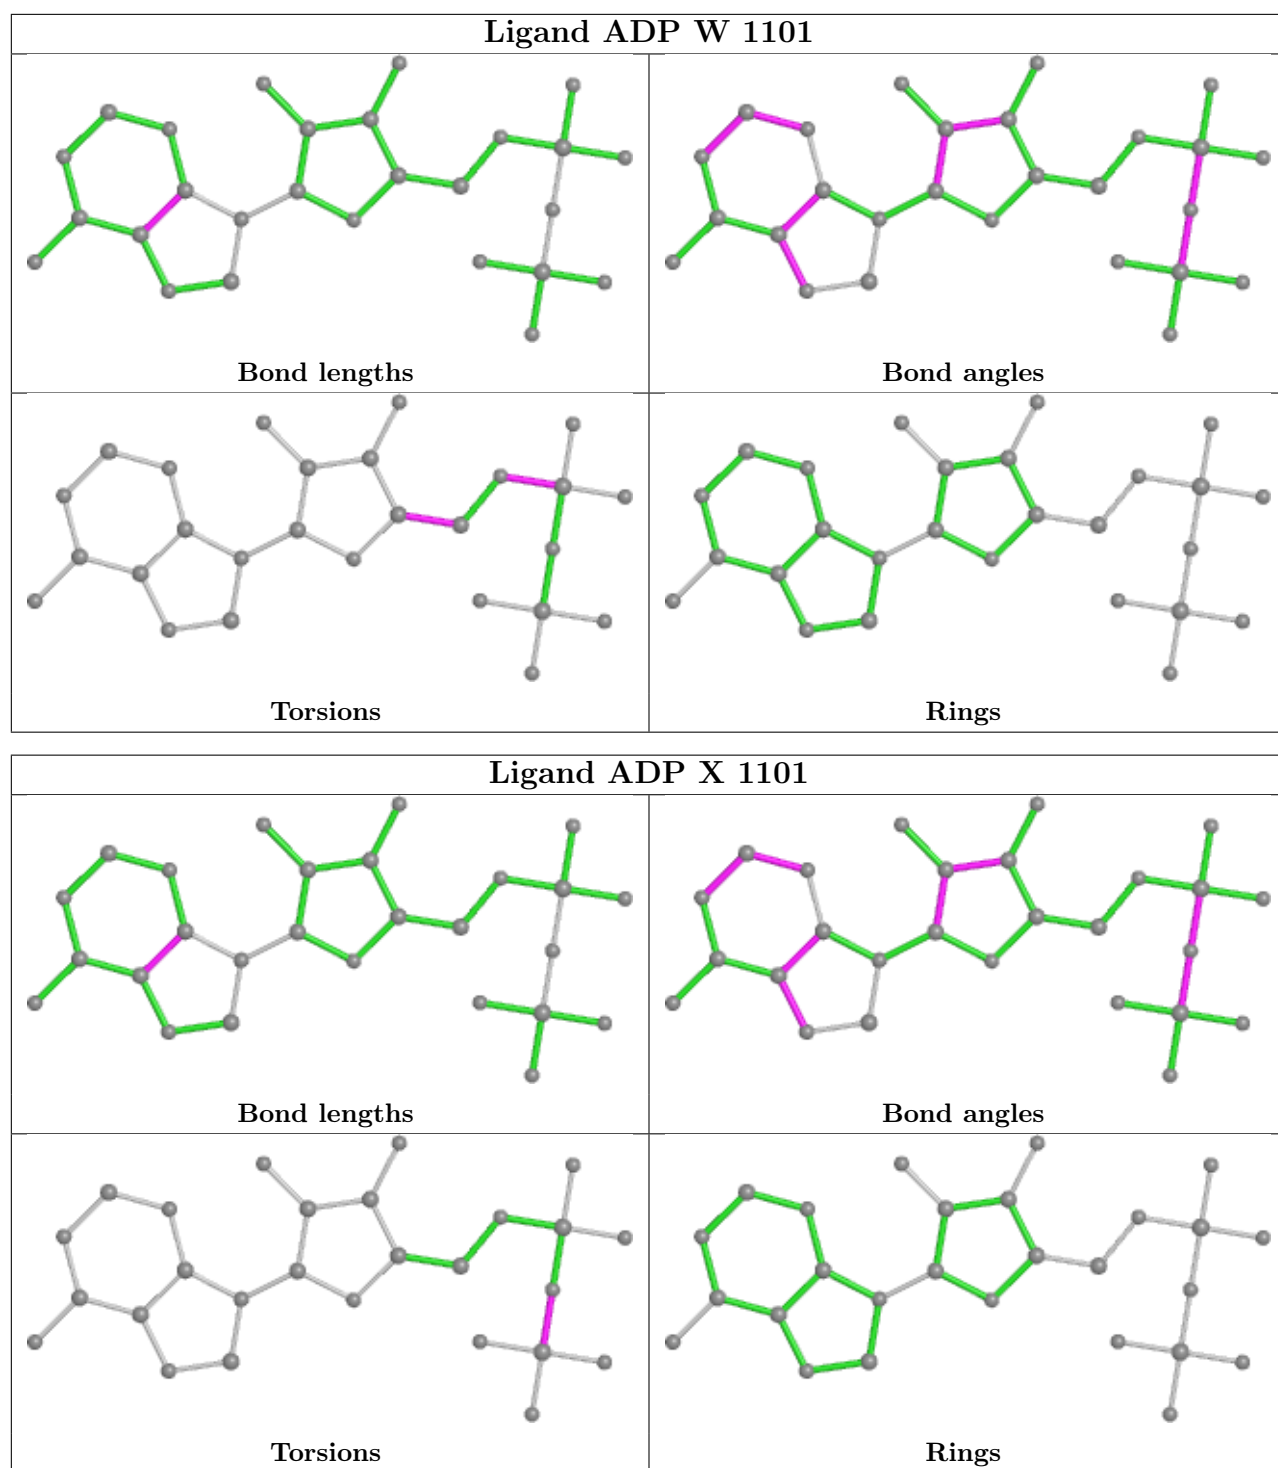 Ligand ADP W 1101
Bond lengths
Bond angles
Torsions
Rings
Ligand ADP X 1101
Bond lengths
Bond angles
Torsions
Rings